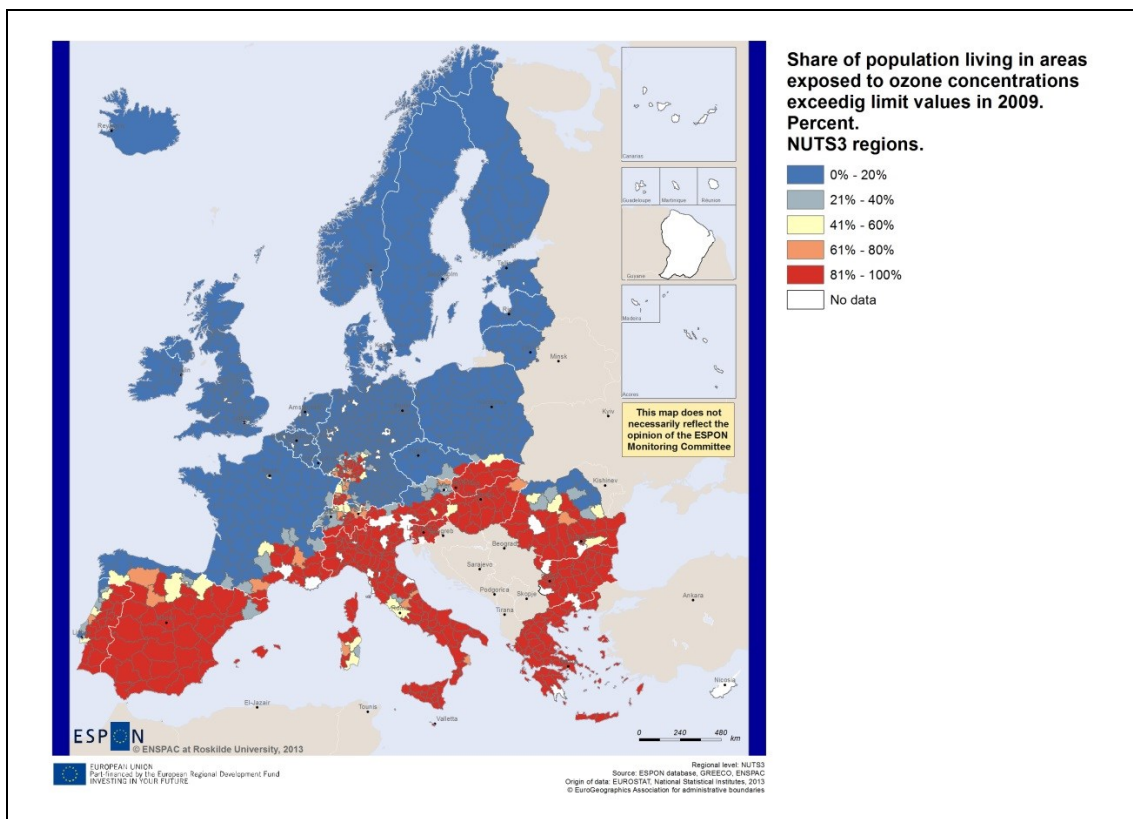 Share of population living in areas
exposed to ozone concentrations
exceedig limit values in 2009.
Percent.
NUTS3 regions.
0% - 20%
21% - 40%
41% - 60%
61% - 80%
81% - 100%
No data
Canarias
Guadeloupe
Martinique
Réunion
Guyane
Madeira
Acores
This map does not
necessarily reflect the
opinion of the ESPON
Monitoring Committee
Minsk
Kyiv
Kishinev
Beograd
Sarajevo
Podgorica
Skopje
Tirana
Ankara
Nicosia
El-Jazair
Tounis
Valletta
ESPON
© ENSPAC at Roskilde University, 2013
0 240 480
km
EUROPEAN UNION
Part-financed by the European Regional Development Fund
INVESTING IN YOUR FUTURE
Regional level: NUTS3
Source: ESPON database, GREECO, ENSPAC
Origin of data: EUROSTAT, National Statistical Institutes, 2013
© EuroGeographics Association for administrative boundaries